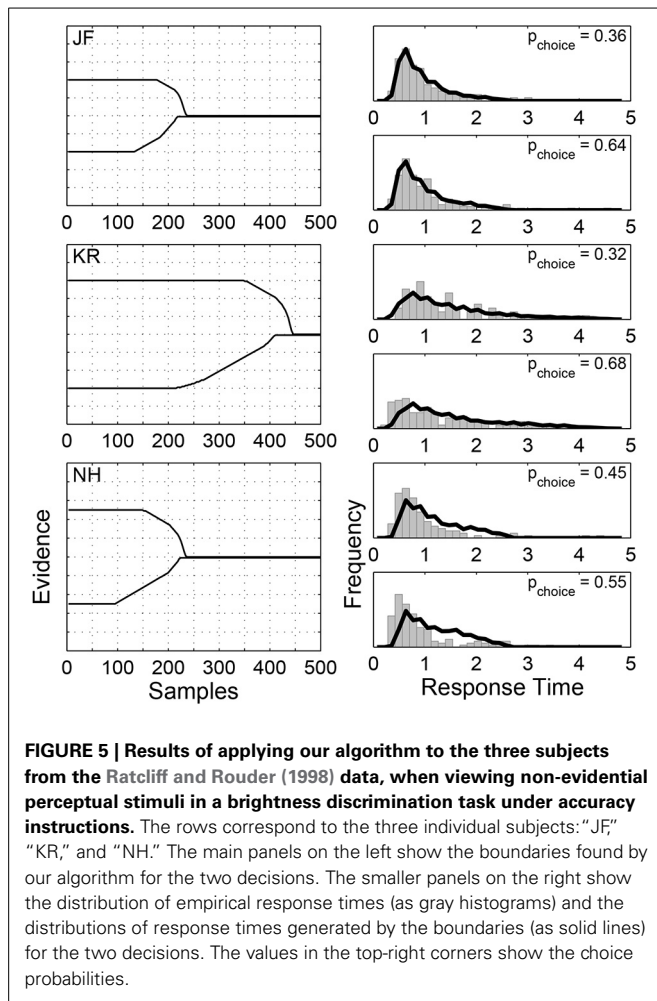 JF
0 100 200 300 400 500
p choice = 0.36
0 1 2 3 4 5
p choice = 0.64
0 1 2 3 4 5
KR
0 100 200 300 400 500
p choice = 0.32
0 1 2 3 4 5
p choice = 0.68
0 1 2 3 4 5
NH
Evidence
0 100 200 300 400 500
Samples
p choice = 0.45
0 1 2 3 4 5
Frequency
p choice = 0.55
0 1 2 3 4 5
Response Time
FIGURE 5 | Results of applying our algorithm to the three subjects
from the Ratcliff and Rouder (1998) data, when viewing non-evidential
perceptual stimuli in a brightness discrimination task under accuracy
instructions. The rows correspond to the three individual subjects: “JF,”
“KR,” and “NH.” The main panels on the left show the boundaries found by
our algorithm for the two decisions. The smaller panels on the right show
the distribution of empirical response times (as gray histograms) and the
distributions of response times generated by the boundaries (as solid lines)
for the two decisions. The values in the top-right corners show the choice
probabilities.